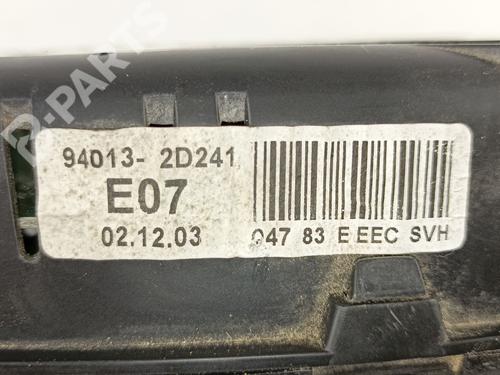 B-PARTS
94013- 2D241
E07
02.12.03
047 83 E EEC SVH